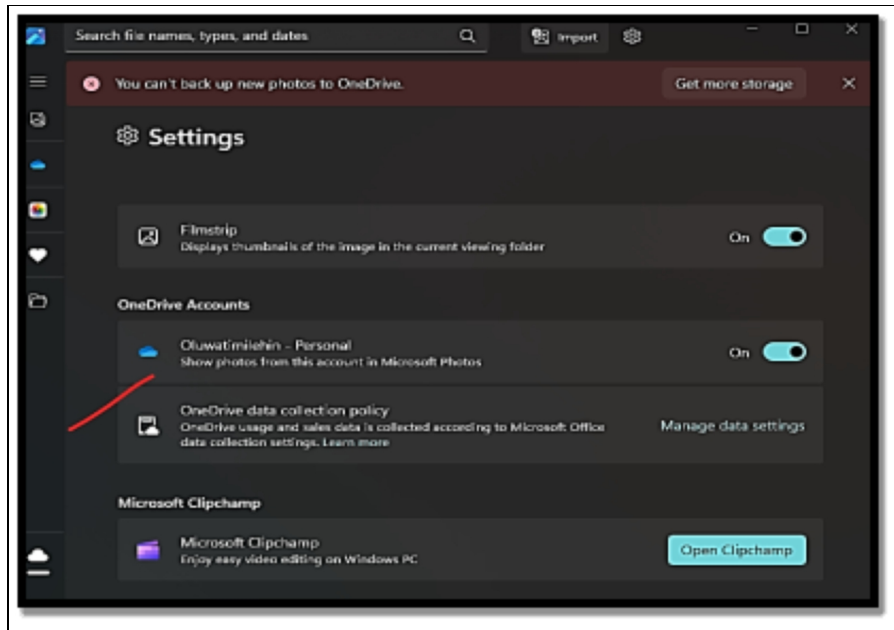 Search file names, types, and dates
Import
You can't back up new photos to OneDrive.
Get more storage
Settings
Filmstrip
Displays thumbnails of the image in the current viewing folder
On
OneDrive Accounts
Oluwatimilehin - Personal
Show photos from this account in Microsoft Photos
On
OneDrive data collection policy
OneDrive usage and sales data is collected according to Microsoft Office
data collection settings. Learn more
Manage data settings
Microsoft Clipchamp
Microsoft Clipchamp
Enjoy easy video editing on Windows PC
Open Clipchamp